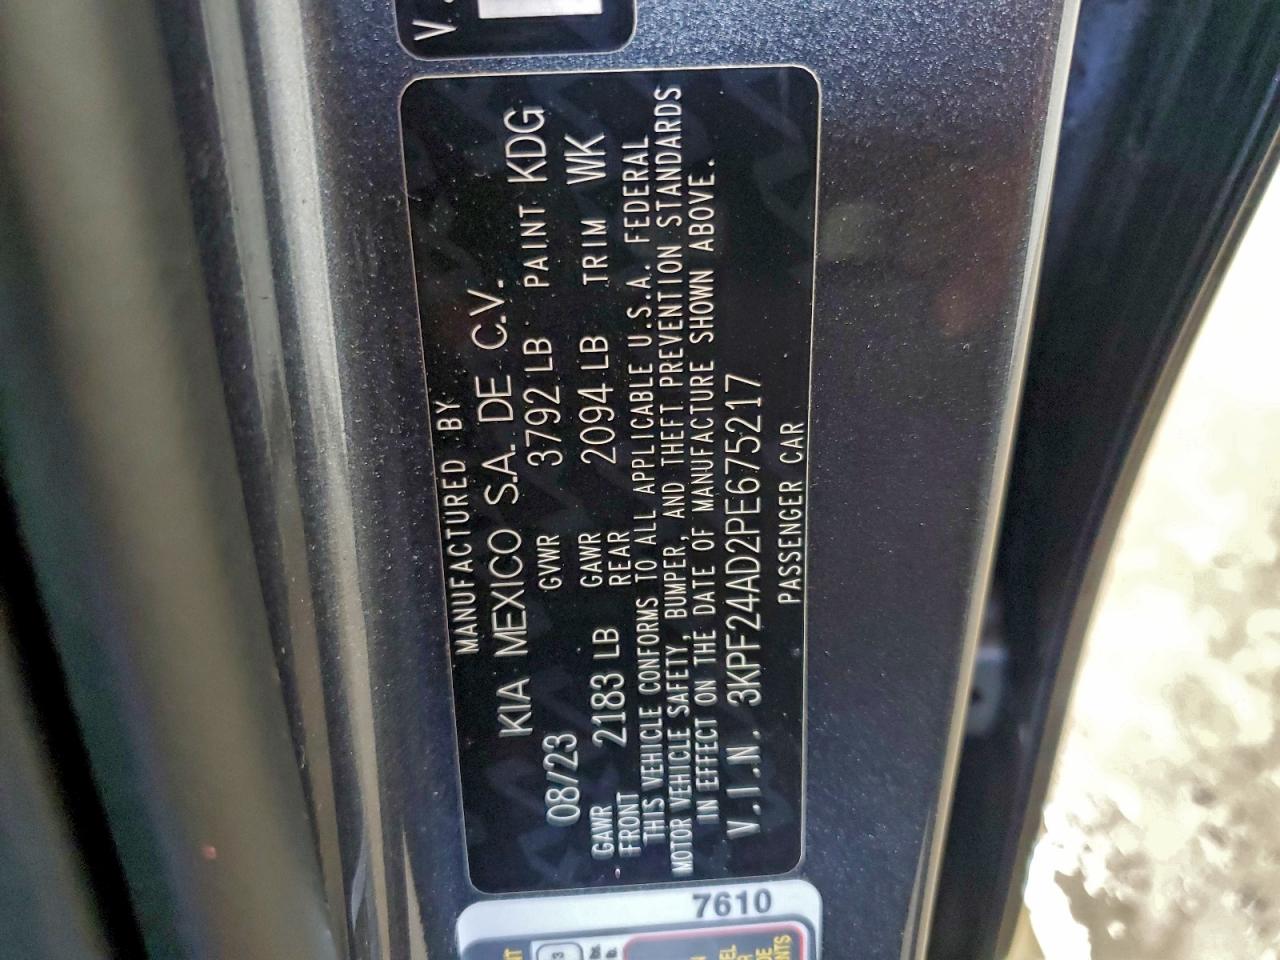 V.
MANUFACTURED BY
KIA MEXICO S.A. DE C.V.
08/23 GVWR 3792 LB PAINT KDG
GAWR FRONT 2183 LB GAWR REAR 2094 LB TRIM WK
THIS VEHICLE CONFORMS TO ALL APPLICABLE U.S.A. FEDERAL
MOTOR VEHICLE SAFETY, BUMPER, AND THEFT PREVENTION STANDARDS
IN EFFECT ON THE DATE OF MANUFACTURE SHOWN ABOVE.
V.I.N. 3KPF24AD2PE675217
PASSENGER CAR
7610